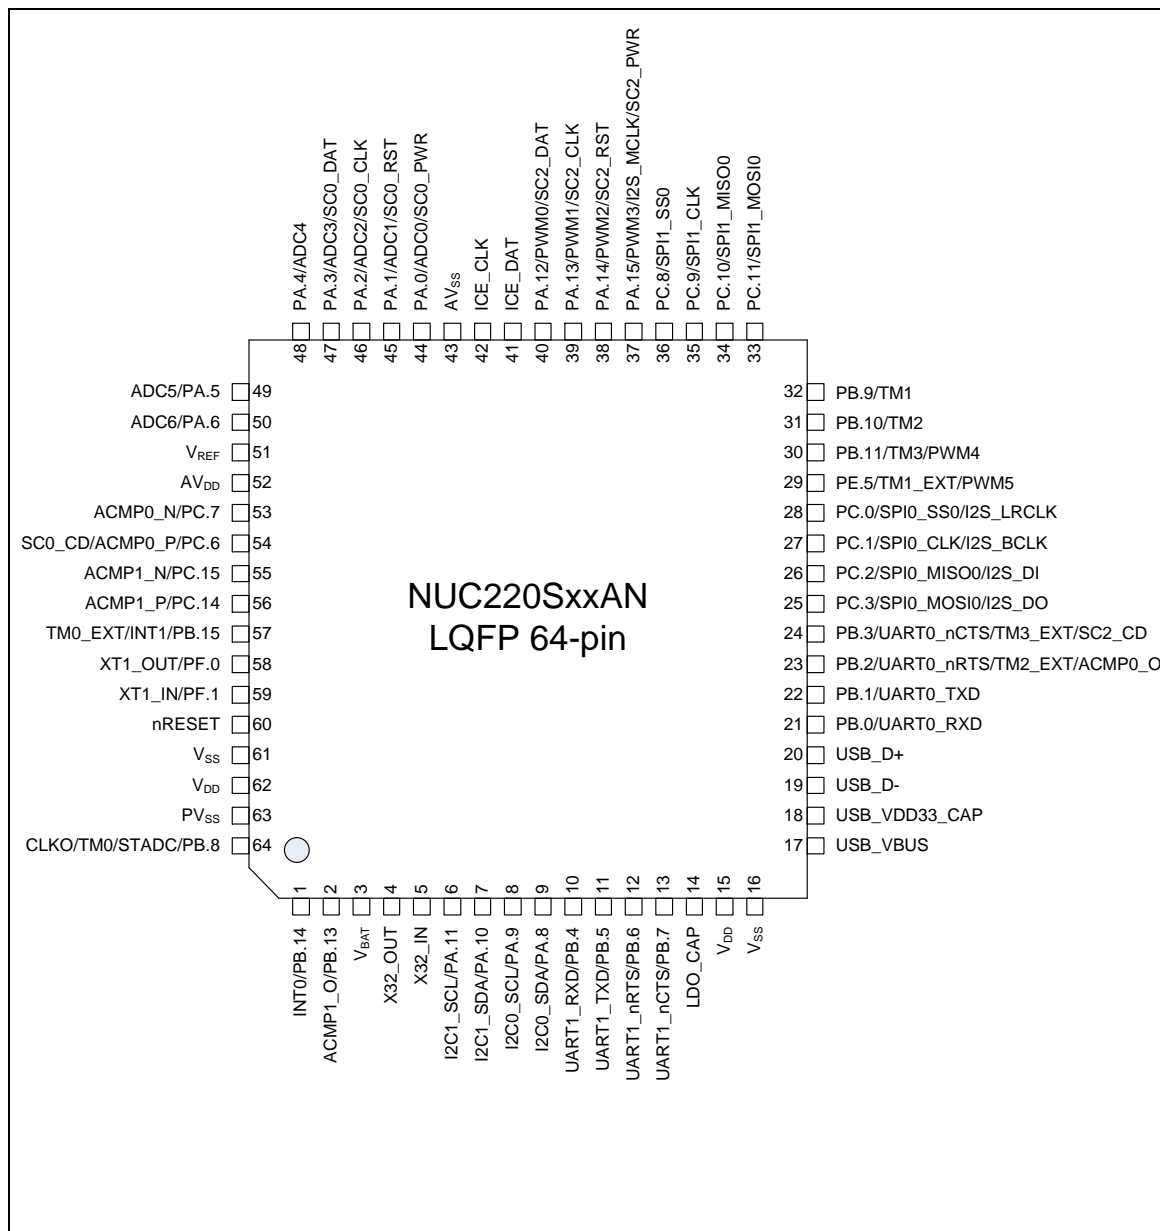 PA.4/ADC4
PA.3/ADC3/SC0_DAT
PA.2/ADC2/SC0_CLK
PA.1/ADC1/SC0_RST
PA.0/ADC0/SC0_PWR
AVSS
ICE_CLK
ICE_DAT
PA.12/PWM0/SC2_DAT
PA.13/PWM1/SC2_CLK
PA.14/PWM2/SC2_RST
PA.15/PWM3/I2S_MCLK/SC2_PWR
PC.8/SPI1_SS0
PC.9/SPI1_CLK
PC.10/SPI1_MISO0
PC.11/SPI1_MOSI0
48 47 46 45 44 43 42 41 40 39 38 37 36 35 34 33
ADC5/PA.5 49
ADC6/PA.6 50
VREF 51
AVDD 52
ACMP0_N/PC.7 53
SC0_CD/ACMP0_P/PC.6 54
ACMP1_N/PC.15 55
ACMP1_P/PC.14 56
TM0_EXT/INT1/PB.15 57
XT1_OUT/PF.0 58
XT1_IN/PF.1 59
nRESET 60
VSS 61
VDD 62
PVSS 63
CLKO/TM0/STADC/PB.8 64
NUC220SxxAN
LQFP 64-pin
32 PB.9/TM1
31 PB.10/TM2
30 PB.11/TM3/PWM4
29 PE.5/TM1_EXT/PWM5
28 PC.0/SPI0_SS0/I2S_LRCLK
27 PC.1/SPI0_CLK/I2S_BCLK
26 PC.2/SPI0_MISO0/I2S_DI
25 PC.3/SPI0_MOSI0/I2S_DO
24 PB.3/UART0_nCTS/TM3_EXT/SC2_CD
23 PB.2/UART0_nRTS/TM2_EXT/ACMP0_O
22 PB.1/UART0_TXD
21 PB.0/UART0_RXD
20 USB_D+
19 USB_D-
18 USB_VDD33_CAP
17 USB_VBUS
1 2 3 4 5 6 7 8 9 10 11 12 13 14 15 16
INT0/PB.14
ACMP1_O/PB.13
VBAT
X32_OUT
X32_IN
I2C1_SCL/PA.11
I2C1_SDA/PA.10
I2C0_SCL/PA.9
I2C0_SDA/PA.8
UART1_RXD/PB.4
UART1_TXD/PB.5
UART1_nRTS/PB.6
UART1_nCTS/PB.7
LDO_CAP
VDD
VSS